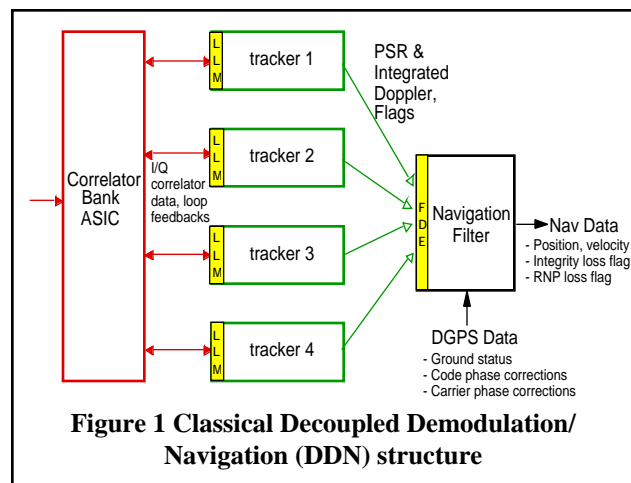 L
L
M
tracker 1
PSR &
Integrated
Doppler,
Flags
L
L
M
tracker 2
Correlator
Bank
ASIC
I/Q
correlator
data, loop
feedbacks
F
D
E
Navigation
Filter
Nav Data
- Position, velocity
- Integrity loss flag
- RNP loss flag
L
L
M
tracker 3
L
L
M
tracker 4
DGPS Data
- Ground status
- Code phase corrections
- Carrier phase corrections
Figure 1 Classical Decoupled Demodulation/
Navigation (DDN) structure